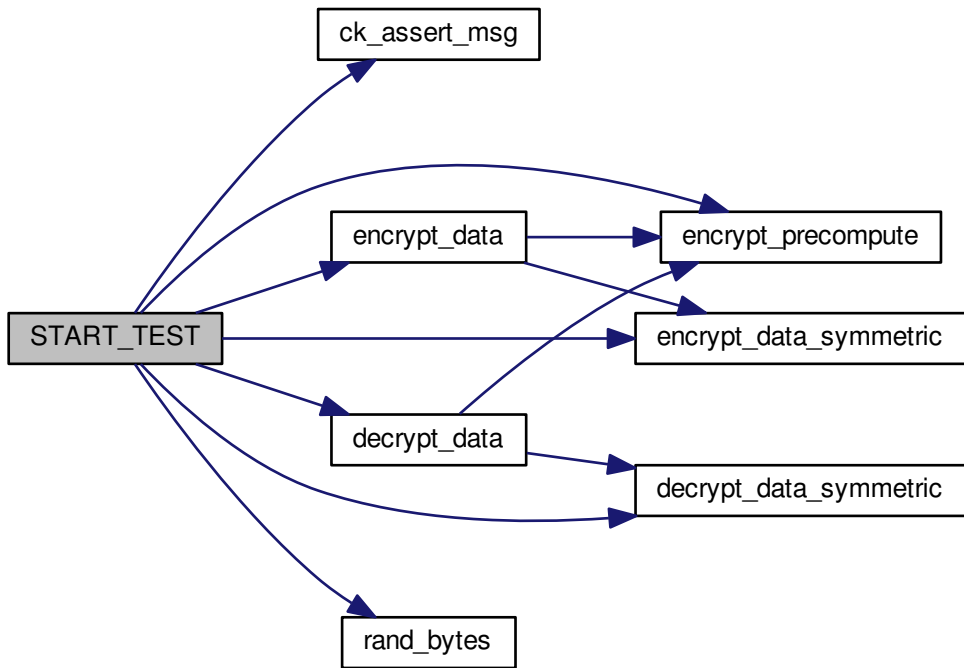 ck_assert_msg
encrypt_data
encrypt_precompute
START_TEST
encrypt_data_symmetric
decrypt_data
decrypt_data_symmetric
rand_bytes